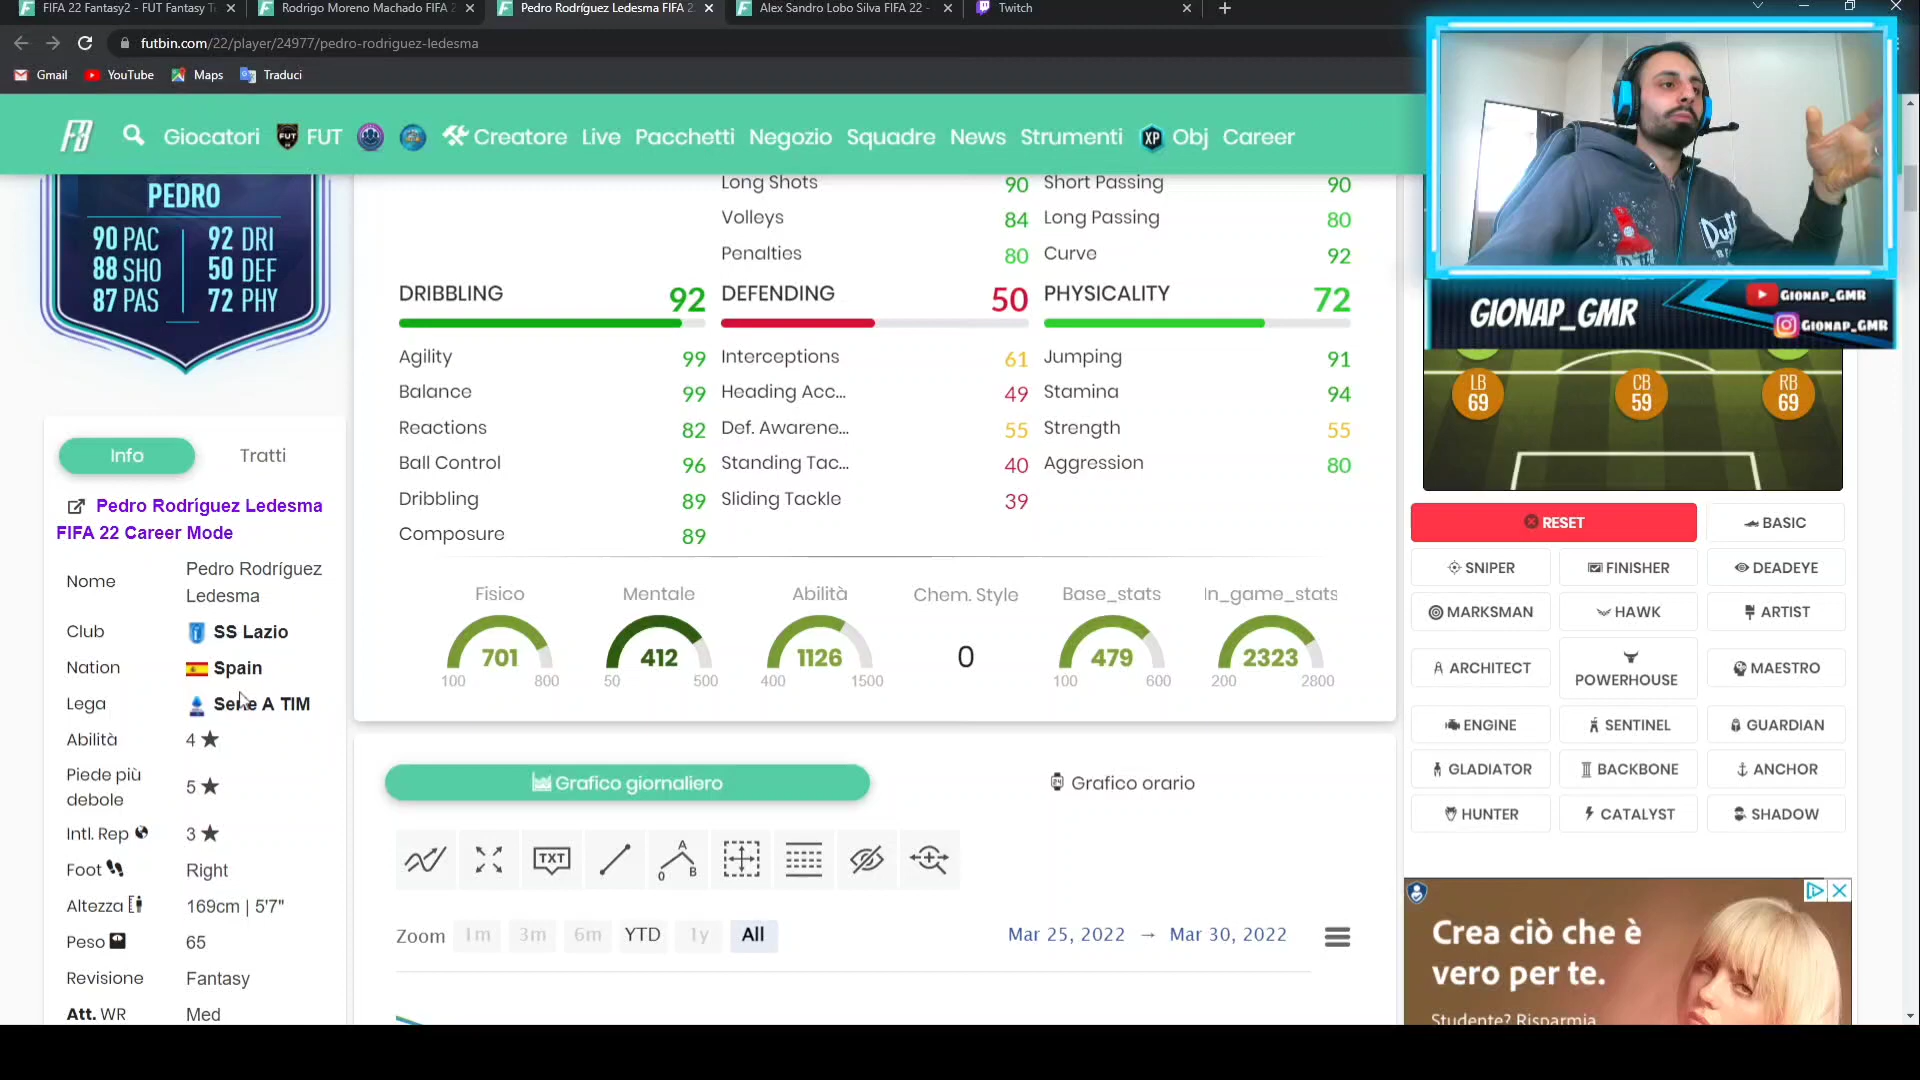 FIFA 22 Fantasy2 - FUT Fantasy T
Rodrigo Moreno Machado FIFA 2
Pedro Rodríguez Ledesma FIFA 2
Alex Sandro Lobo Silva FIFA 22 -
Twitch
futbin.com/22/player/24977/pedro-rodriguez-ledesma
Gmail
YouTube
Maps
Traduci
Giocatori
FUT
Creatore
Live
Pacchetti
Negozio
Squadre
News
Strumenti
XP
Obj
Career
PEDRO
90 PAC
92 DRI
88 SHO
50 DEF
87 PAS
72 PHY
Long Shots 90
Volleys 84
Penalties 80
Short Passing 90
Long Passing 80
Curve 92
DRIBBLING 92
Agility 99
Balance 99
Reactions 82
Ball Control 96
Dribbling 89
Composure 89
DEFENDING 50
Interceptions 61
Heading Acc... 49
Def. Awarene... 55
Standing Tac... 40
Sliding Tackle 39
PHYSICALITY 72
Jumping 91
Stamina 94
Strength 55
Aggression 80
Fisico
701
100 800
Mentale
412
50 500
Abilità
1126
400 1500
Chem. Style
0
Base_stats
479
100 600
In_game_stats
2323
200 2800
Info
Tratti
Pedro Rodríguez Ledesma
FIFA 22 Career Mode
Nome Pedro Rodríguez
Ledesma
Club SS Lazio
Nation Spain
Lega Serie A TIM
Abilità 4 ★
Piede più
debole 5 ★
Intl. Rep 3 ★
Foot Right
Altezza 169cm | 5'7"
Peso 65
Revisione Fantasy
Att. WR Med
Grafico giornaliero
Grafico orario
TXT
A
0 B
Zoom 1m 3m 6m YTD 1y All
Mar 25, 2022 → Mar 30, 2022
Duff
GIONAP_GMR
GIONAP_GMR
GIONAP_GMR
LB
69
CB
59
RB
69
RESET
BASIC
SNIPER
FINISHER
DEADEYE
MARKSMAN
HAWK
ARTIST
ARCHITECT
POWERHOUSE
MAESTRO
ENGINE
SENTINEL
GUARDIAN
GLADIATOR
BACKBONE
ANCHOR
HUNTER
CATALYST
SHADOW
Crea ciò che è
vero per te.
Studente? Risparmia